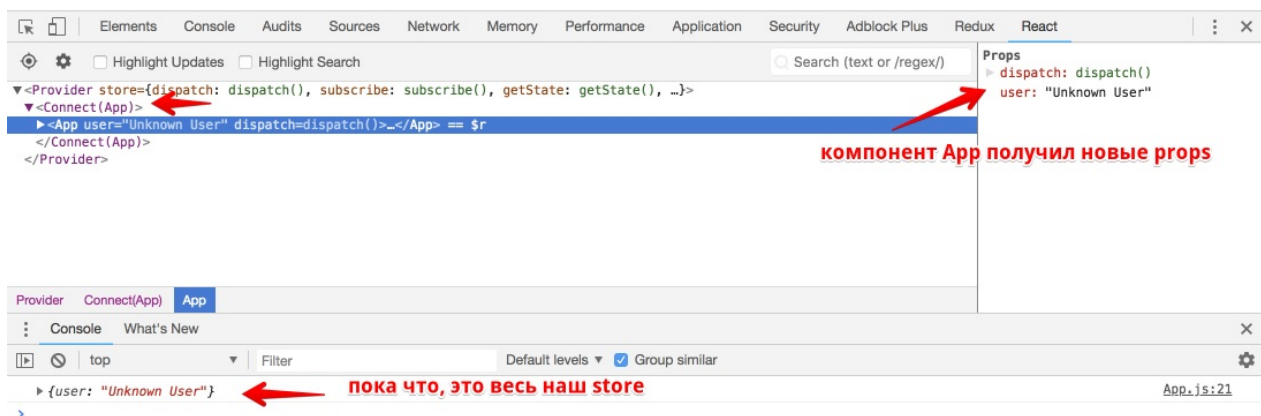 Elements Console Audits Sources Network Memory Performance Application Security Adblock Plus Redux React
Highlight Updates Highlight Search Search (text or /regex/)
<Provider store={dispatch: dispatch(), subscribe: subscribe(), getState: getState(), …}>
<Connect(App)>
<App user="Unknown User" dispatch=dispatch()>…</App> == $r
</Connect(App)>
</Provider>
Props
dispatch: dispatch()
user: "Unknown User"
компонент App получил новые props
Provider Connect(App) App
Console What's New
top Filter Default levels Group similar
{user: "Unknown User"} пока что, это весь наш store App.js:21